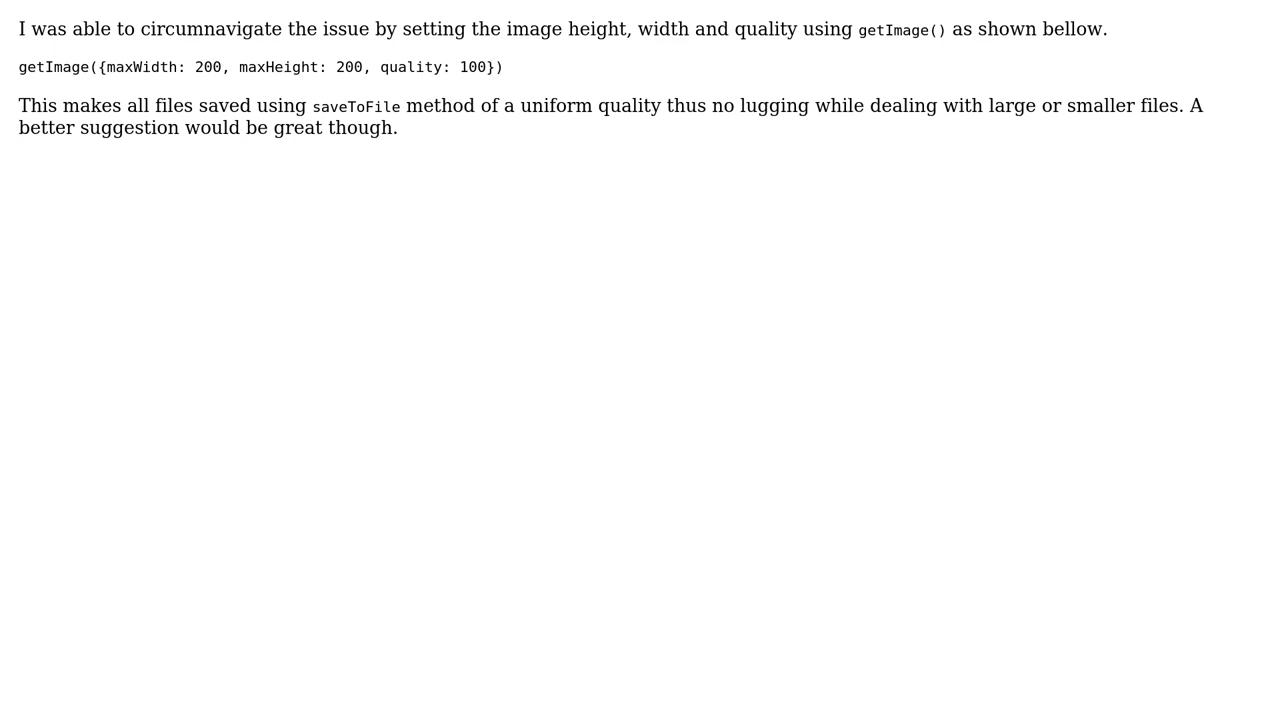 I was able to circumnavigate the issue by setting the image height, width and quality using getImage() as shown bellow.
getImage({maxWidth: 200, maxHeight: 200, quality: 100})
This makes all files saved using saveToFile method of a uniform quality thus no lugging while dealing with large or smaller files. A
better suggestion would be great though.